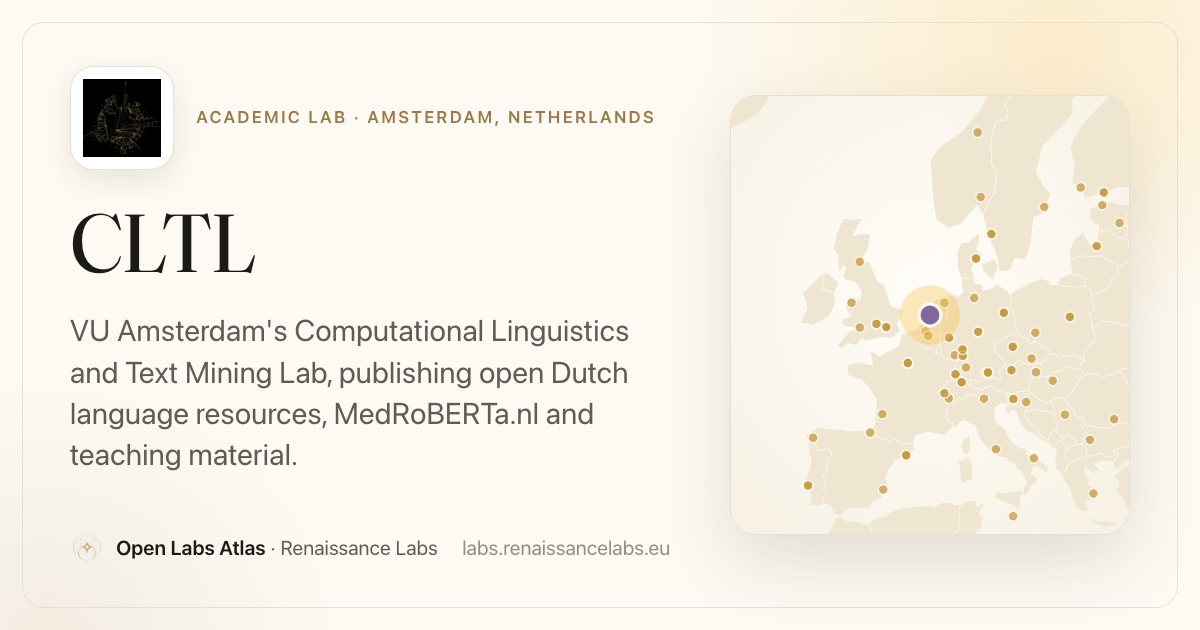 ACADEMIC LAB · AMSTERDAM, NETHERLANDS
CLTL
VU Amsterdam's Computational Linguistics
and Text Mining Lab, publishing open Dutch
language resources, MedRoBERTa.nl and
teaching material.
Open Labs Atlas · Renaissance Labs labs.renaissancelabs.eu